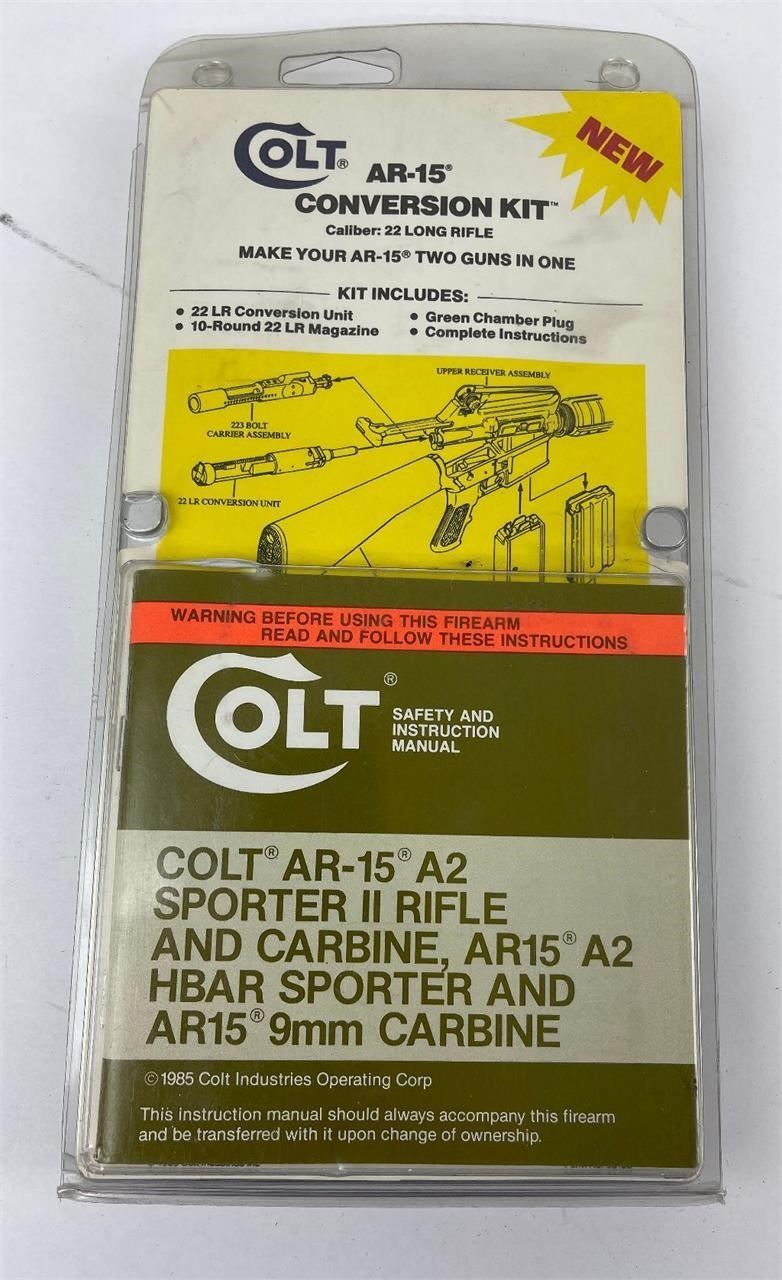 COLT® AR-15®
CONVERSION KIT™
NEW
Caliber: 22 LONG RIFLE
MAKE YOUR AR-15® TWO GUNS IN ONE
KIT INCLUDES:
• 22 LR Conversion Unit
• 10-Round 22 LR Magazine
• Green Chamber Plug
• Complete Instructions
UPPER RECEIVER ASSEMBLY
223 BOLT
CARRIER ASSEMBLY
22 LR CONVERSION UNIT
WARNING BEFORE USING THIS FIREARM
READ AND FOLLOW THESE INSTRUCTIONS
COLT®
SAFETY AND
INSTRUCTION
MANUAL
COLT® AR-15® A2
SPORTER II RIFLE
AND CARBINE, AR15® A2
HBAR SPORTER AND
AR15® 9mm CARBINE
©1985 Colt Industries Operating Corp
This instruction manual should always accompany this firearm
and be transferred with it upon change of ownership.